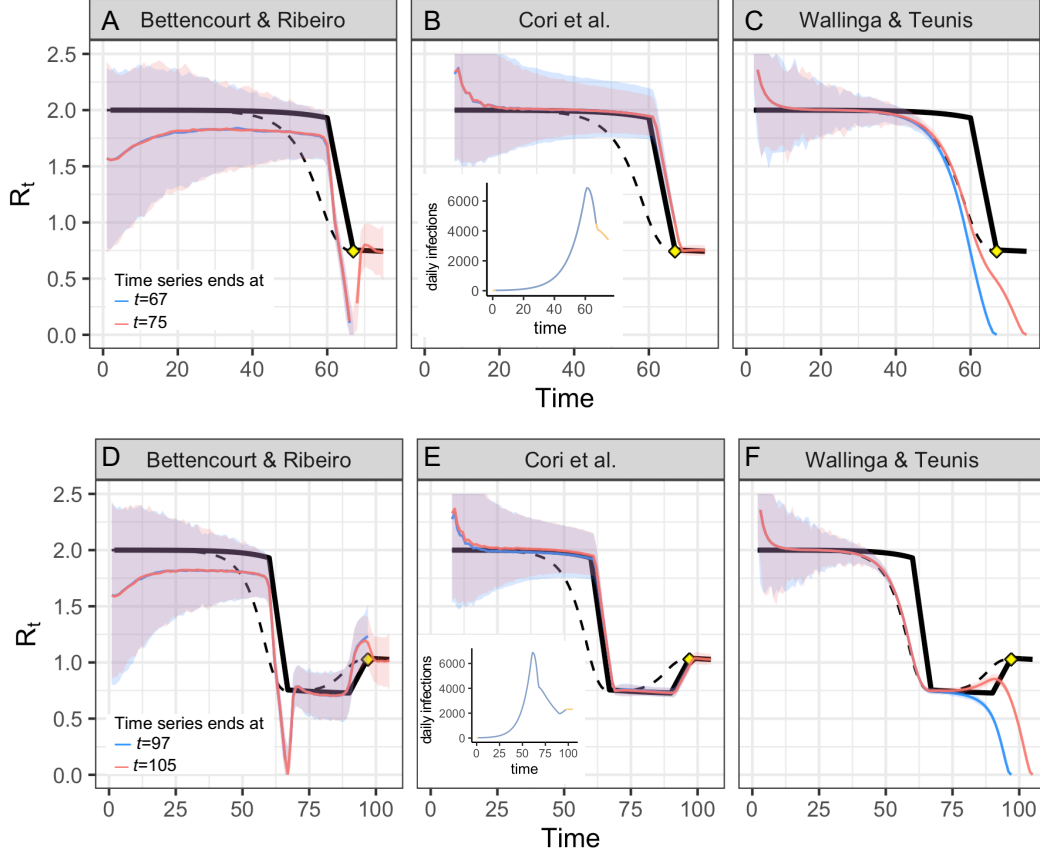 A Bettencourt & Ribeiro
B Cori et al.
C Wallinga & Teunis
Rt
2.5
2.0
1.5
1.0
0.5
0.0
Time series ends at
t=67
t=75
daily infections
6000
4000
2000
0
0 20 40 60
time
0 20 40 60
0 20 40 60
0 20 40 60
Time
D Bettencourt & Ribeiro
E Cori et al.
F Wallinga & Teunis
Rt
2.5
2.0
1.5
1.0
0.5
0.0
Time series ends at
t=97
t=105
daily infections
6000
4000
2000
0
0 25 50 75 100
time
0 25 50 75 100
0 25 50 75 100
0 25 50 75 100
Time